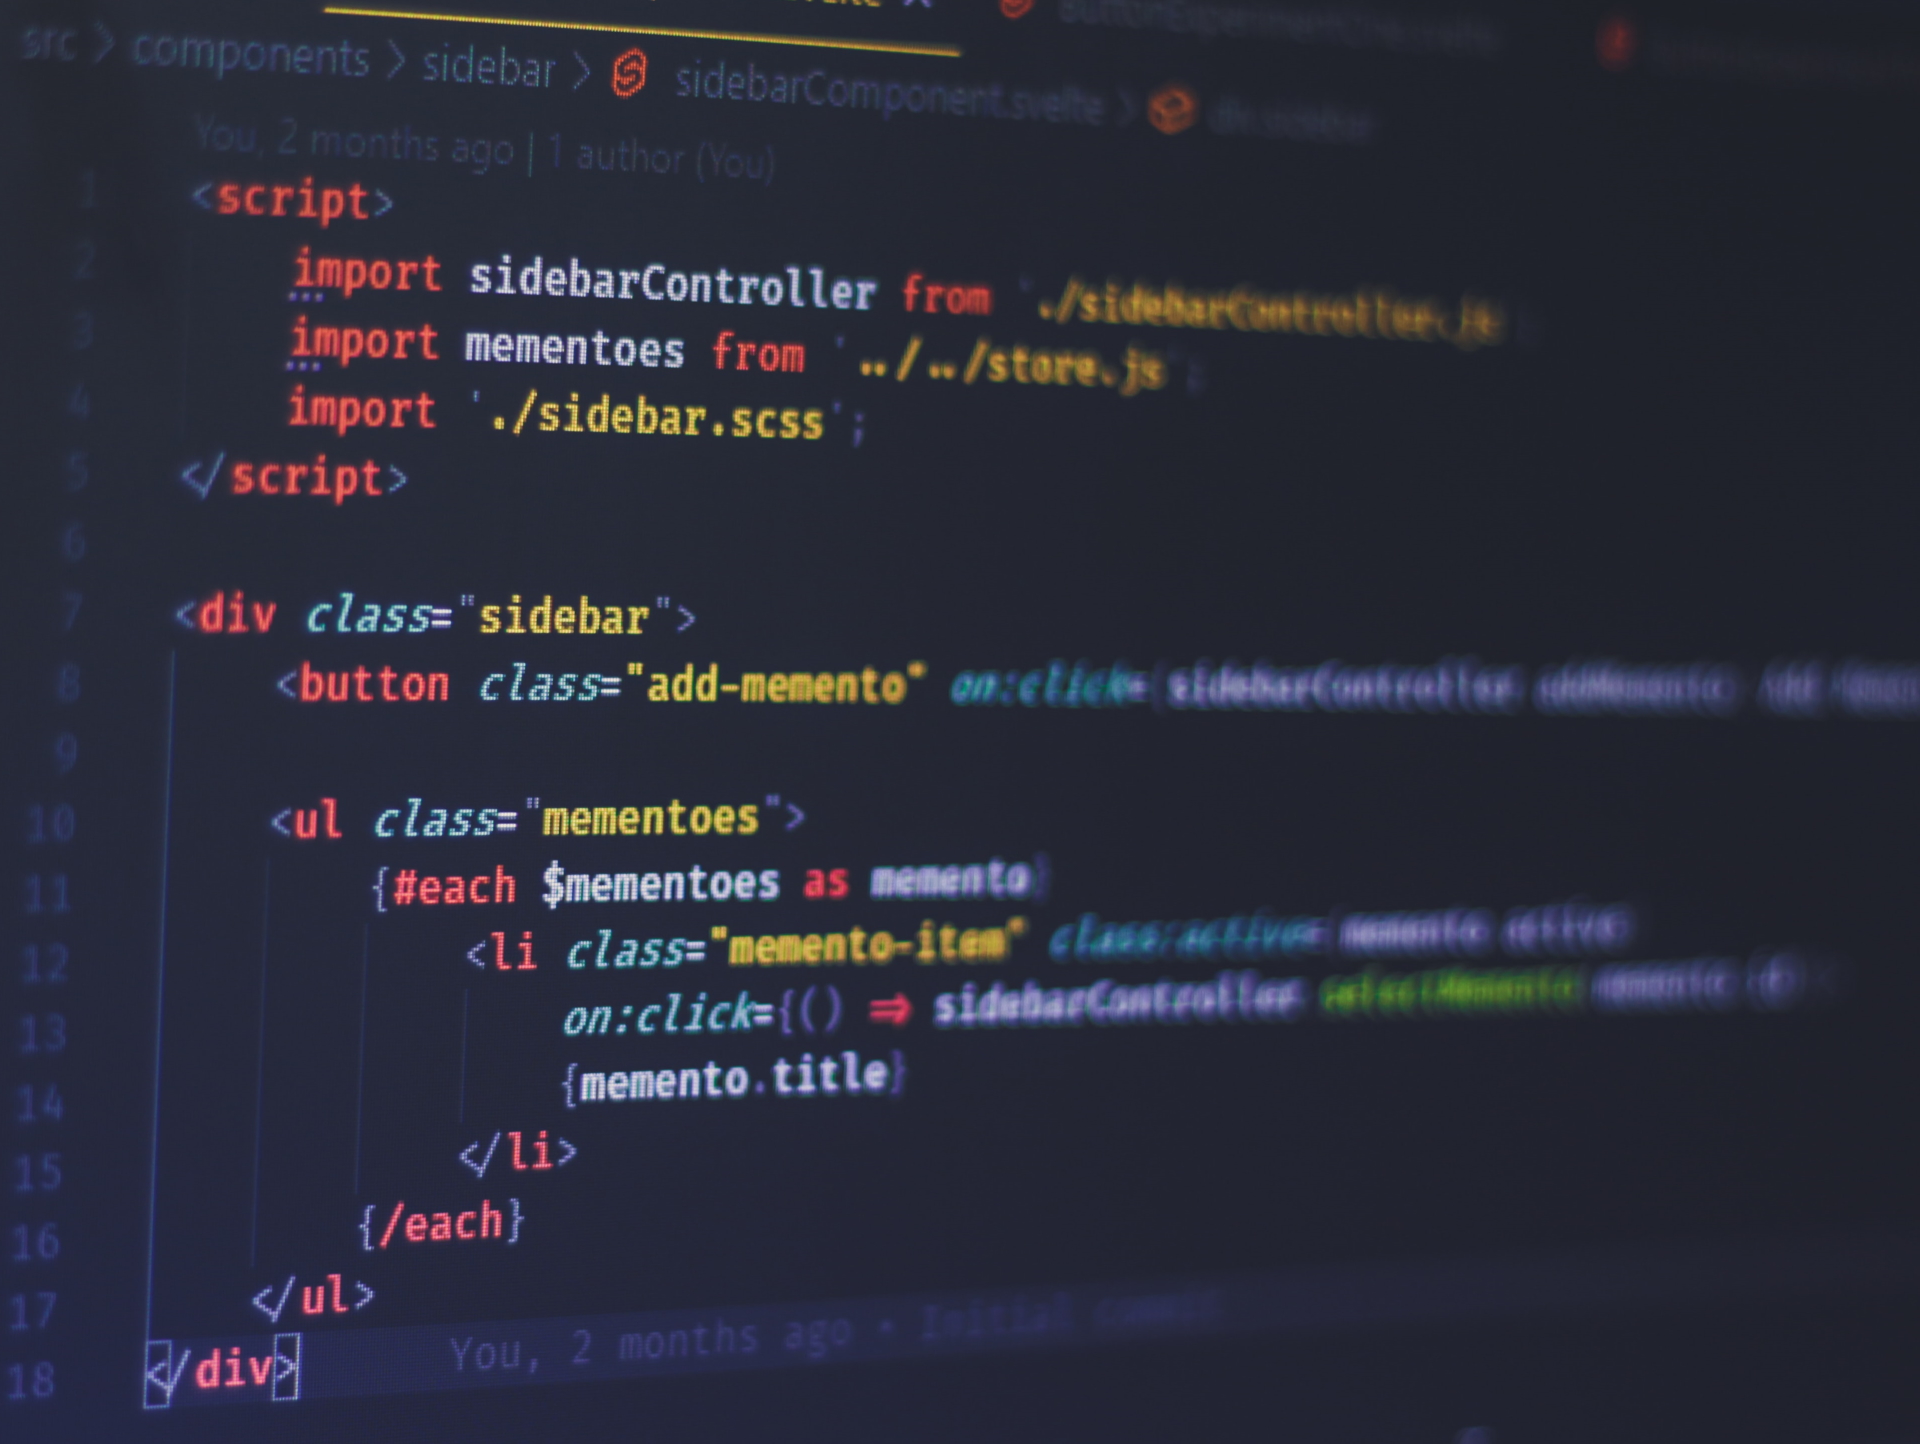 src > components > sidebar > sidebarComponent.svelte >
You, 2 months ago | 1 author (You)
1 <script>
2 import sidebarController from './sidebarController.js';
3 import mementoes from '../../store.js';
4 import './sidebar.scss';
5 </script>
6
7 <div class="sidebar">
8 <button class="add-memento" on:click={sidebarController
9
10 <ul class="mementoes">
11 {#each $mementoes as memento}
12 <li class="memento-item" class:active={memento.active}
13 on:click={() => sidebarController.selectMemento(memento.id)
14 {memento.title}
15 </li>
16 {/each}
17 </ul>
18 </div> You, 2 months ago • Initial commit